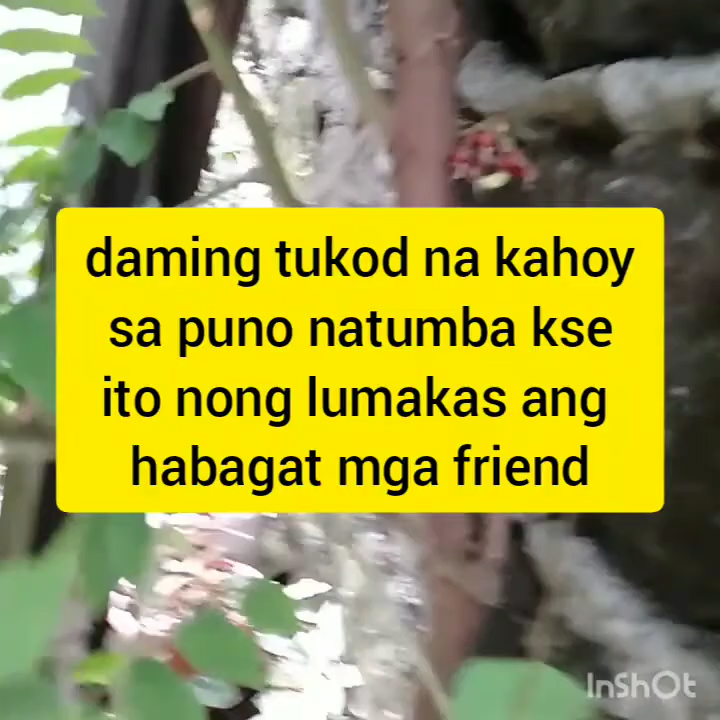 daming tukod na kahoy
sa puno natumba kse
ito nong lumakas ang
habagat mga friend
InShOt